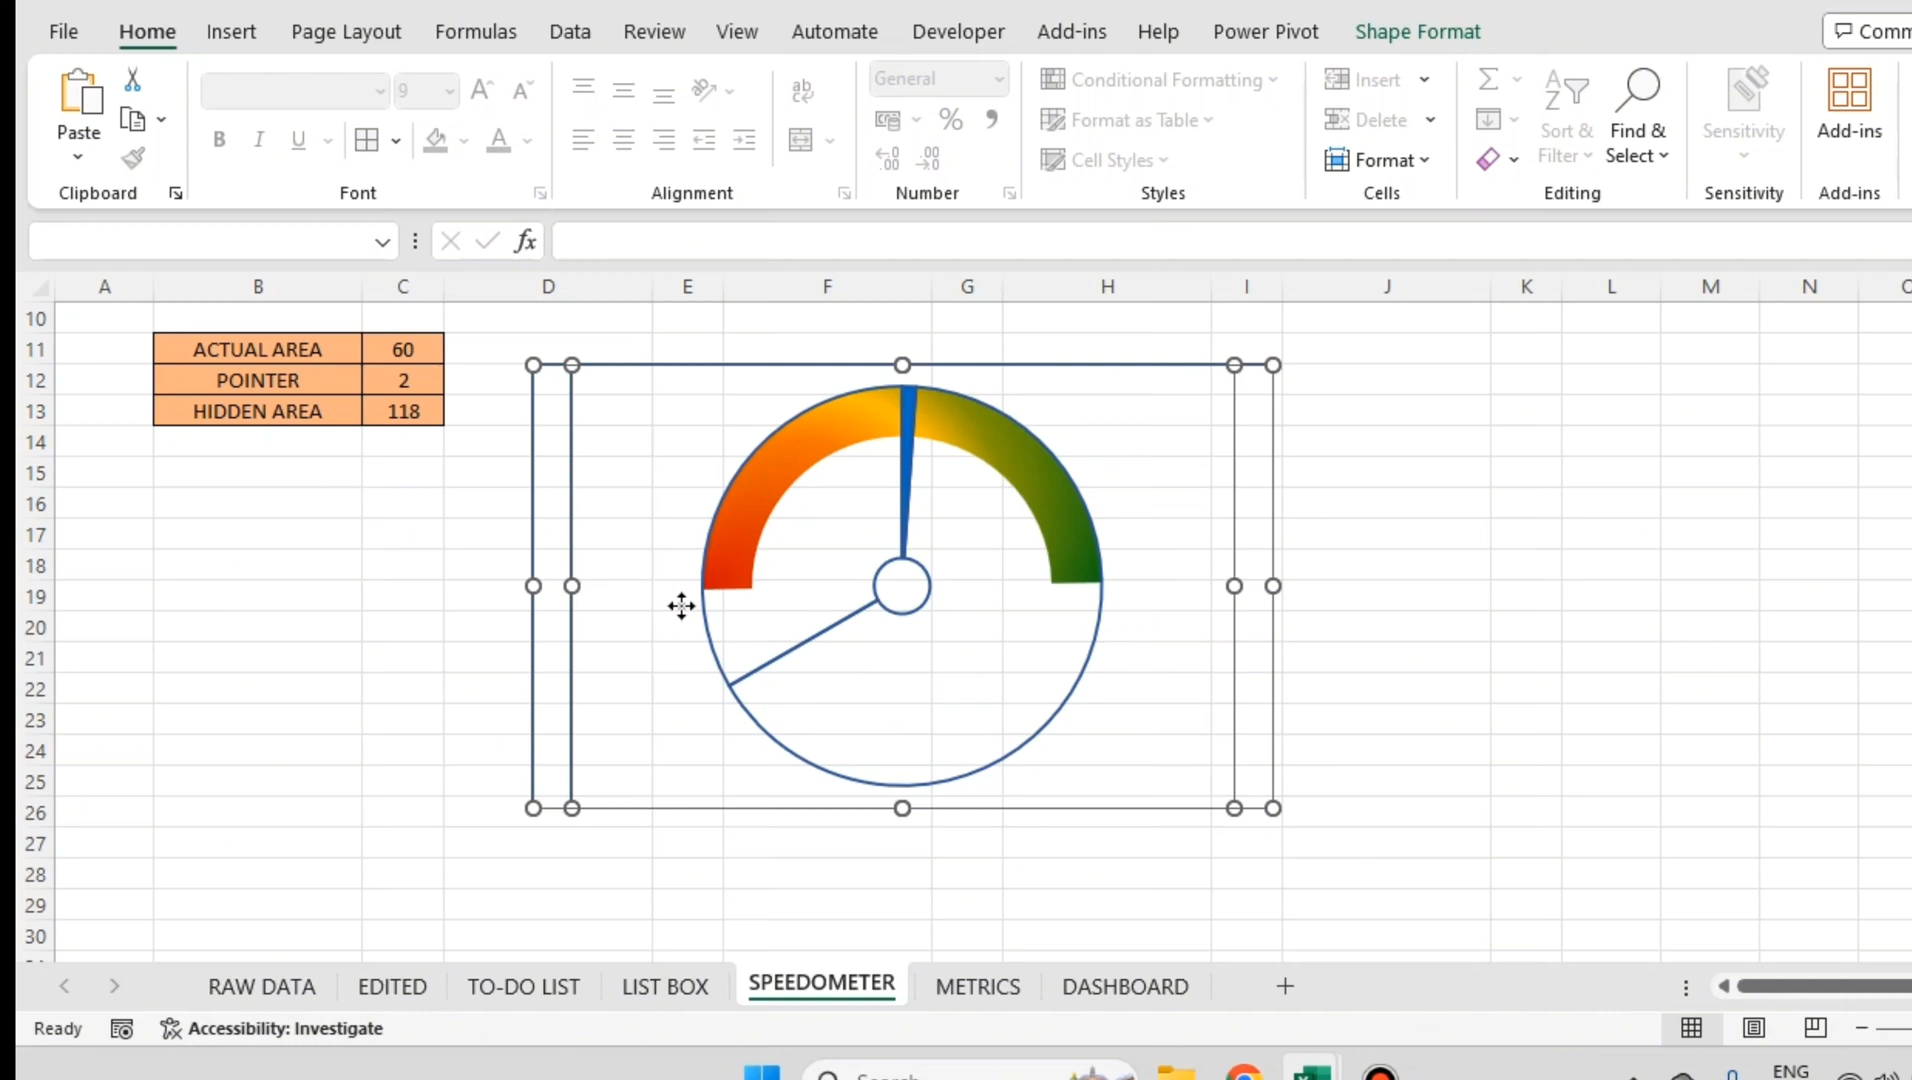 File Home Insert Page Layout Formulas Data Review View Automate Developer Add-ins Help Power Pivot Shape Format
9 General Conditional Formatting Insert
Paste Format as Table Delete Sort & Find & Sensitivity Add-ins
B I U Cell Styles Format Filter Select
Clipboard Font Alignment Number Styles Cells Editing Sensitivity Add-ins
fx
A B C D E F G H I J K L M N
10
11 ACTUAL AREA 60
12 POINTER 2
13 HIDDEN AREA 118
14
15
16
17
18
19
20
21
22
23
24
25
26
27
28
29
30
RAW DATA EDITED TO-DO LIST LIST BOX SPEEDOMETER METRICS DASHBOARD +
Ready Accessibility: Investigate
Search ENG